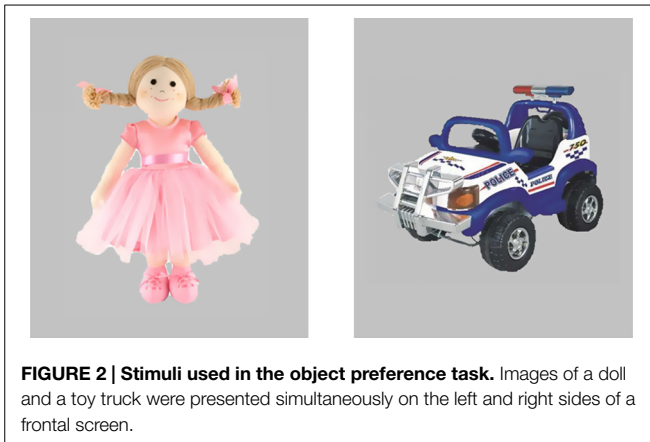 750
POLICE
POLICE
FIGURE 2 | Stimuli used in the object preference task. Images of a doll
and a toy truck were presented simultaneously on the left and right sides of a
frontal screen.